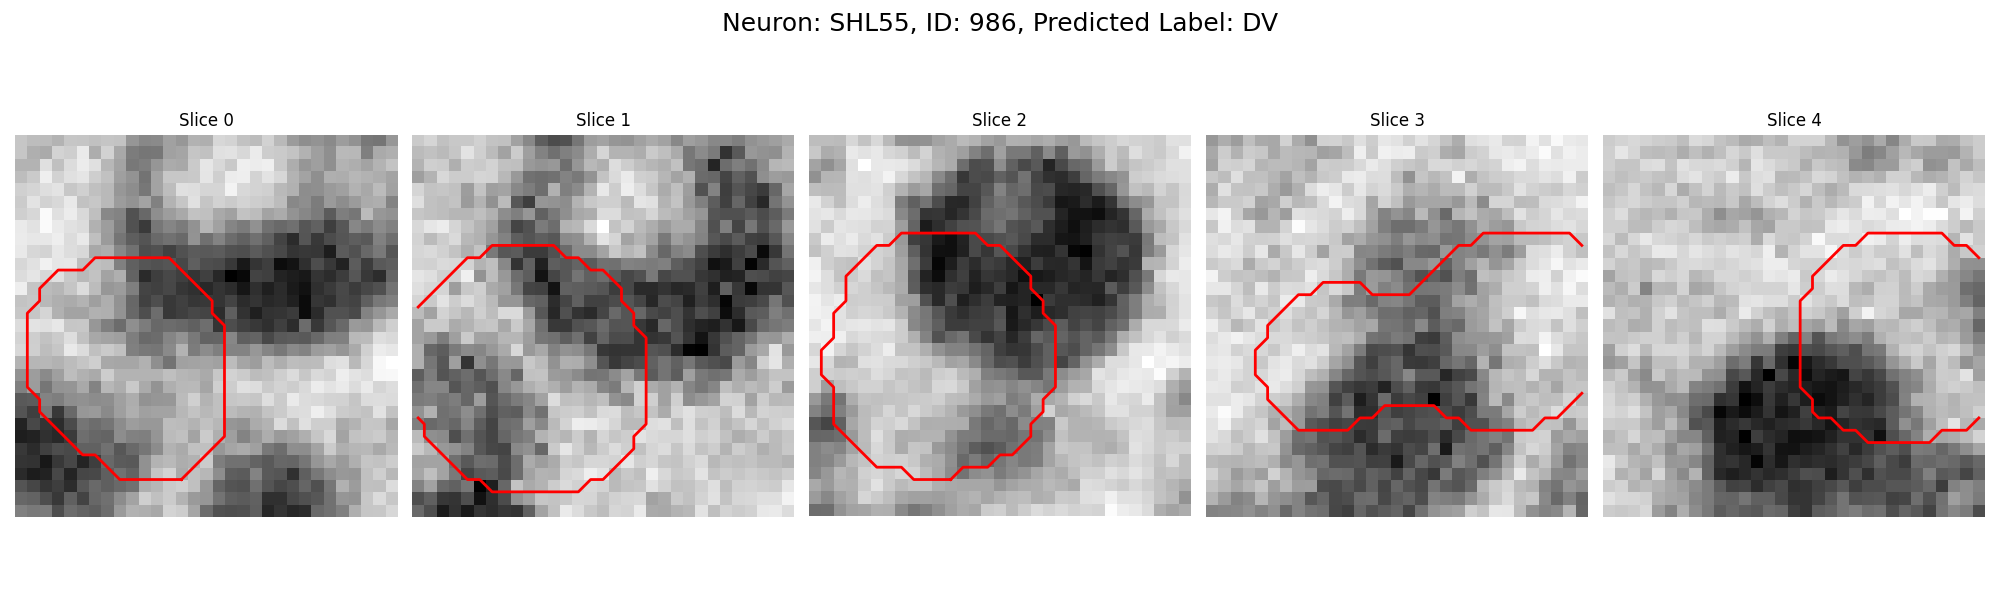 Neuron: SHL55, ID: 986, Predicted Label: DV
Slice 0
Slice 1
Slice 2
Slice 3
Slice 4